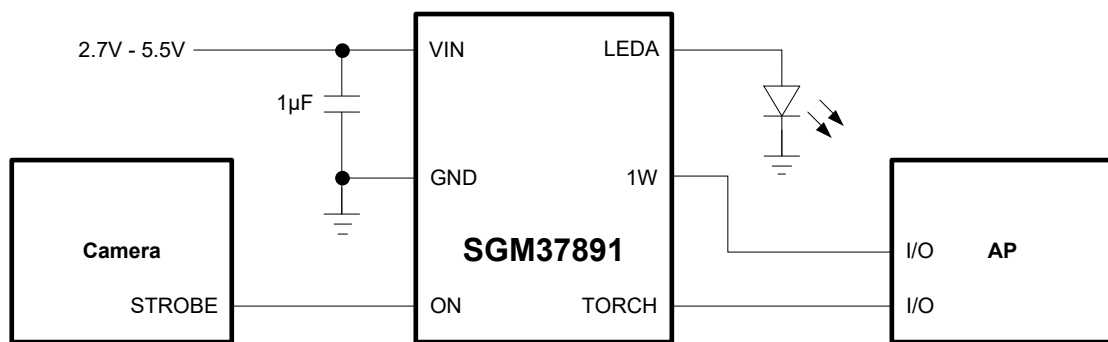 2.7V - 5.5V
VIN
LEDA
1µF
GND
1W
Camera
SGM37891
I/O
AP
STROBE
ON
TORCH
I/O